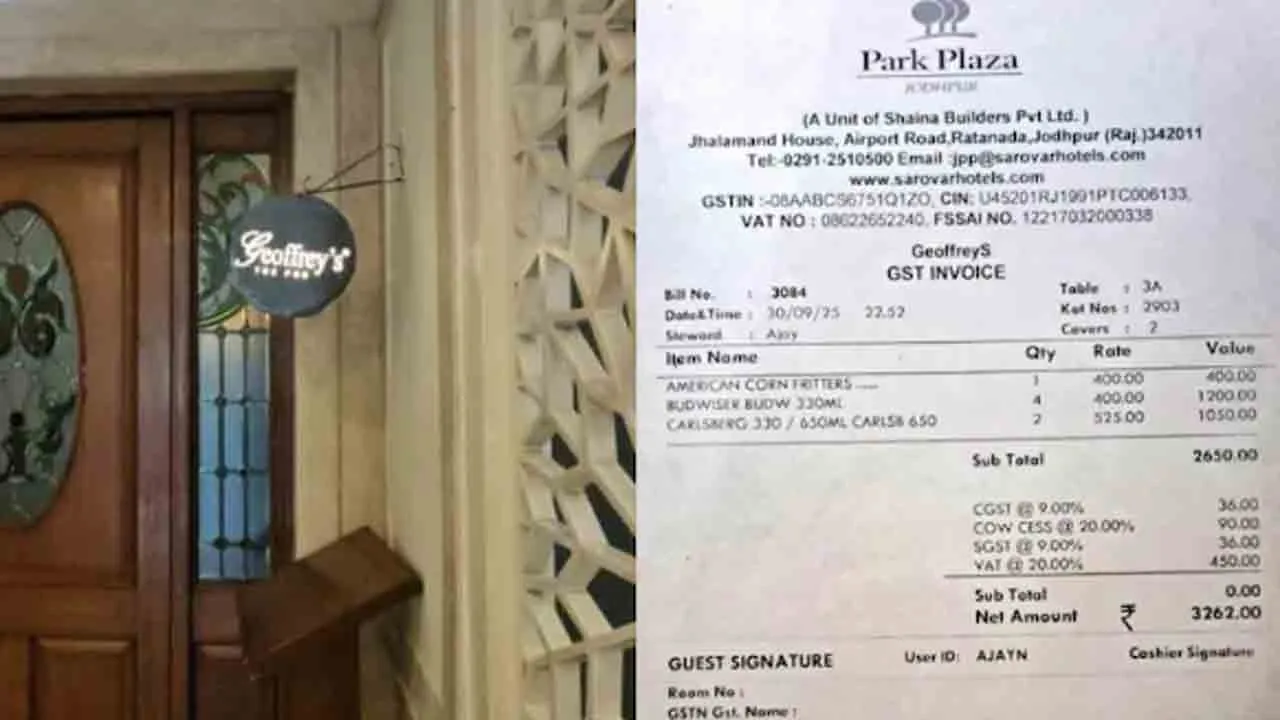 Geoffrey's
THE PUB
Park Plaza
JODHPUR
(A Unit of Shaina Builders Pvt Ltd. )
Jhalamand House, Airport Road,Ratanada,Jodhpur (Raj.)342011
Tel:-0291-2510500 Email :jpp@sarovarhotels.com
www.sarovarhotels.com
GSTIN :-08AABCS6751Q1ZO, CIN: U45201RJ1991PTC006133,
VAT NO : 08022652240, FSSAI NO. 12217032000338
GeoffreyS
GST INVOICE
Bill No. : 3084 Table : 3A
Date&Time : 30/09/25 22.52 Kot Nos : 2903
Steward : Ajay Covers : 2
Item Name Qty Rate Value
AMERICAN CORN FRITTERS ..... 1 400.00 400.00
BUDWISER BUDW 330ML 4 400.00 1200.00
CARLSBERG 330 / 650ML CARLSB 650 2 525.00 1050.00
Sub Total 2650.00
CGST @ 9.00% 36.00
COW CESS @ 20.00% 90.00
SGST @ 9.00% 36.00
VAT @ 20.00% 450.00
Sub Total 0.00
Net Amount ₹ 3262.00
GUEST SIGNATURE User ID: AJAYN Cashier Signature
Room No :
GSTN Gst. Name :